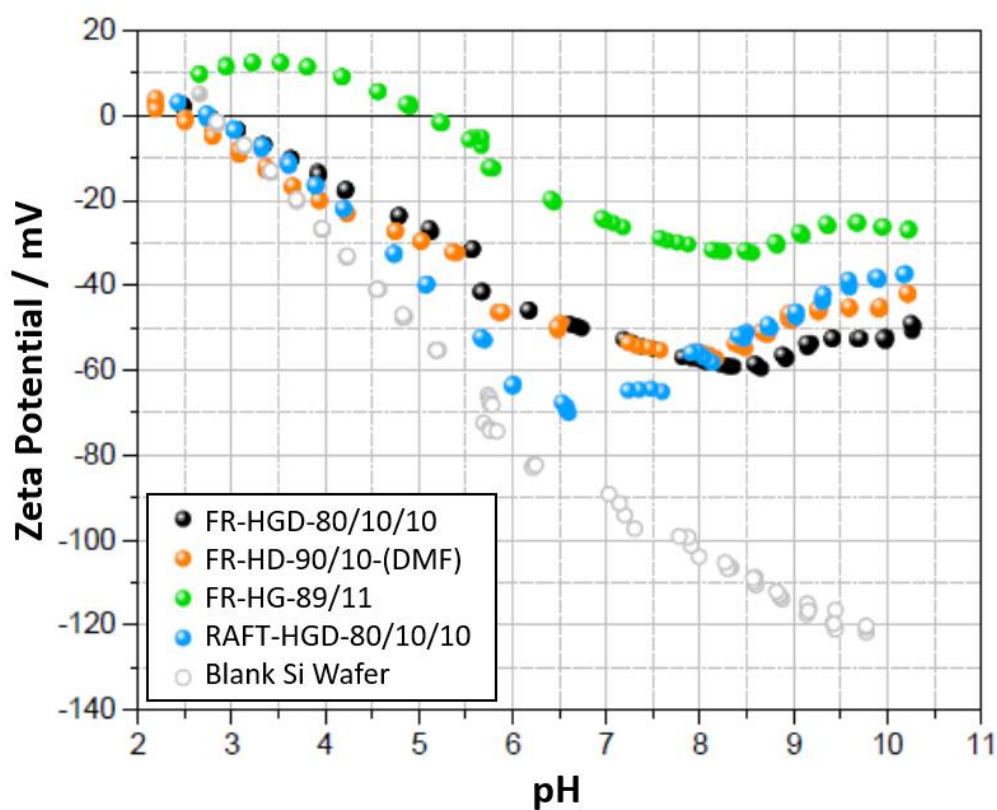 20
0
-20
-40
-60
-80
-100
-120
-140
Zeta Potential / mV
FR-HGD-80/10/10
FR-HD-90/10-(DMF)
FR-HG-89/11
RAFT-HGD-80/10/10
Blank Si Wafer
2 3 4 5 6 7 8 9 10 11
pH